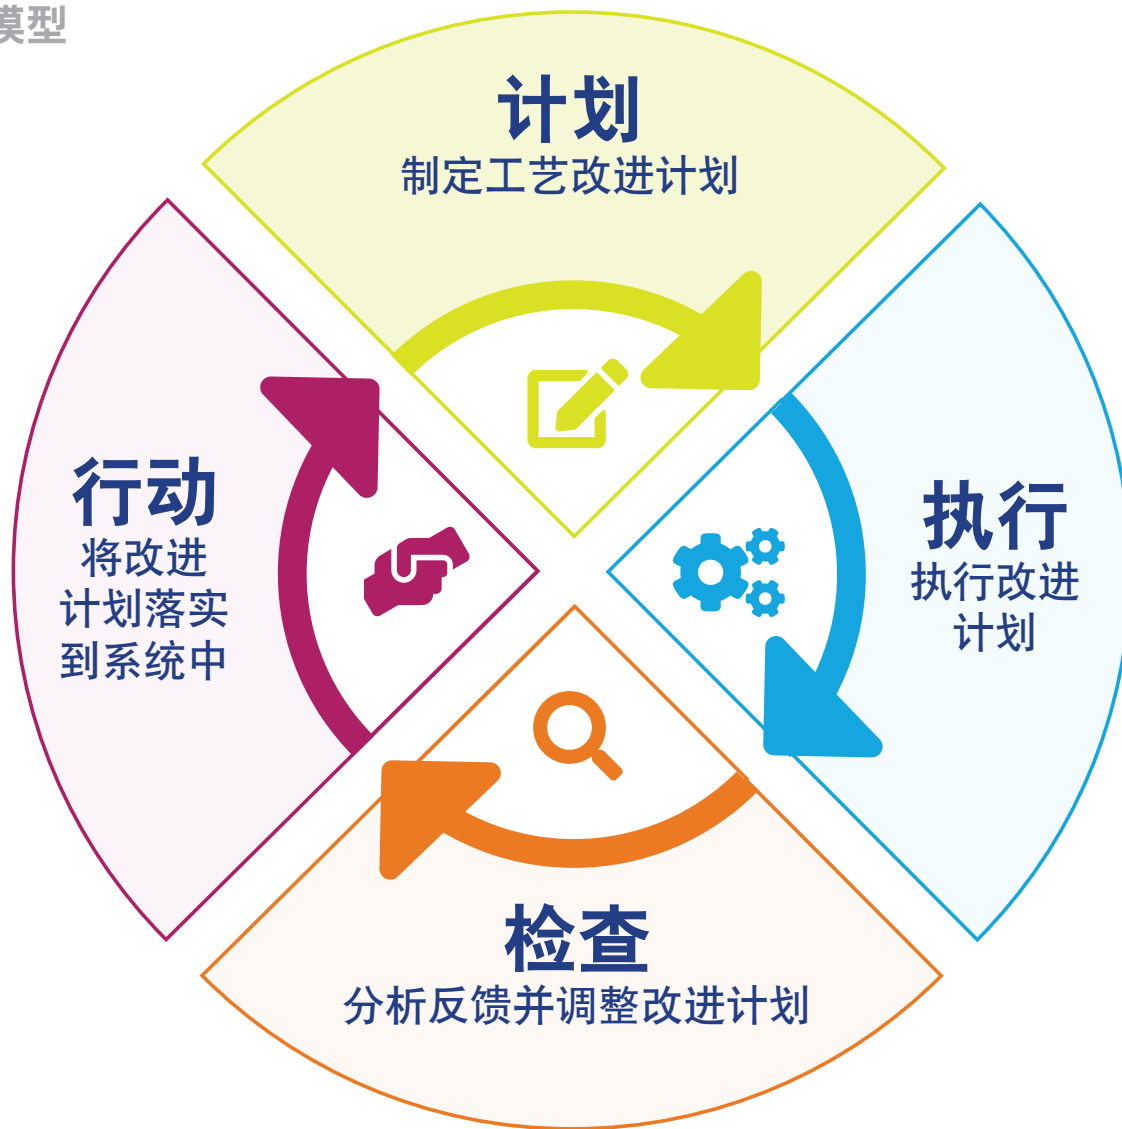 模型
计划
制定工艺改进计划
执行
执行改进
计划
检查
分析反馈并调整改进计划
行动
将改进
计划落实
到系统中